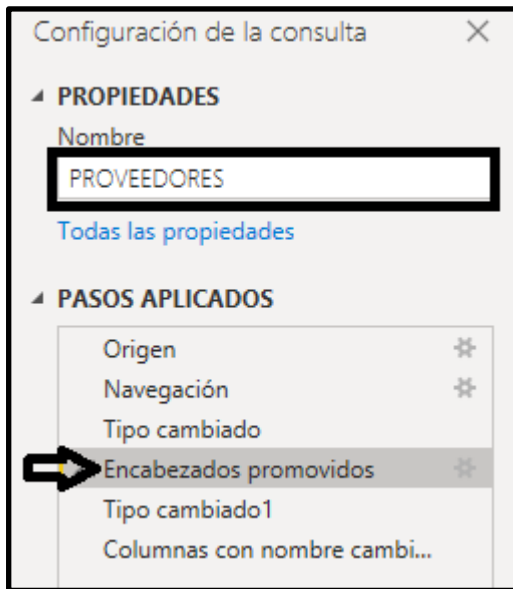 Configuración de la consulta
PROPIEDADES
Nombre
PROVEEDORES
Todas las propiedades
PASOS APLICADOS
Origen
Navegación
Tipo cambiado
Encabezados promovidos
Tipo cambiado1
Columnas con nombre cambi...